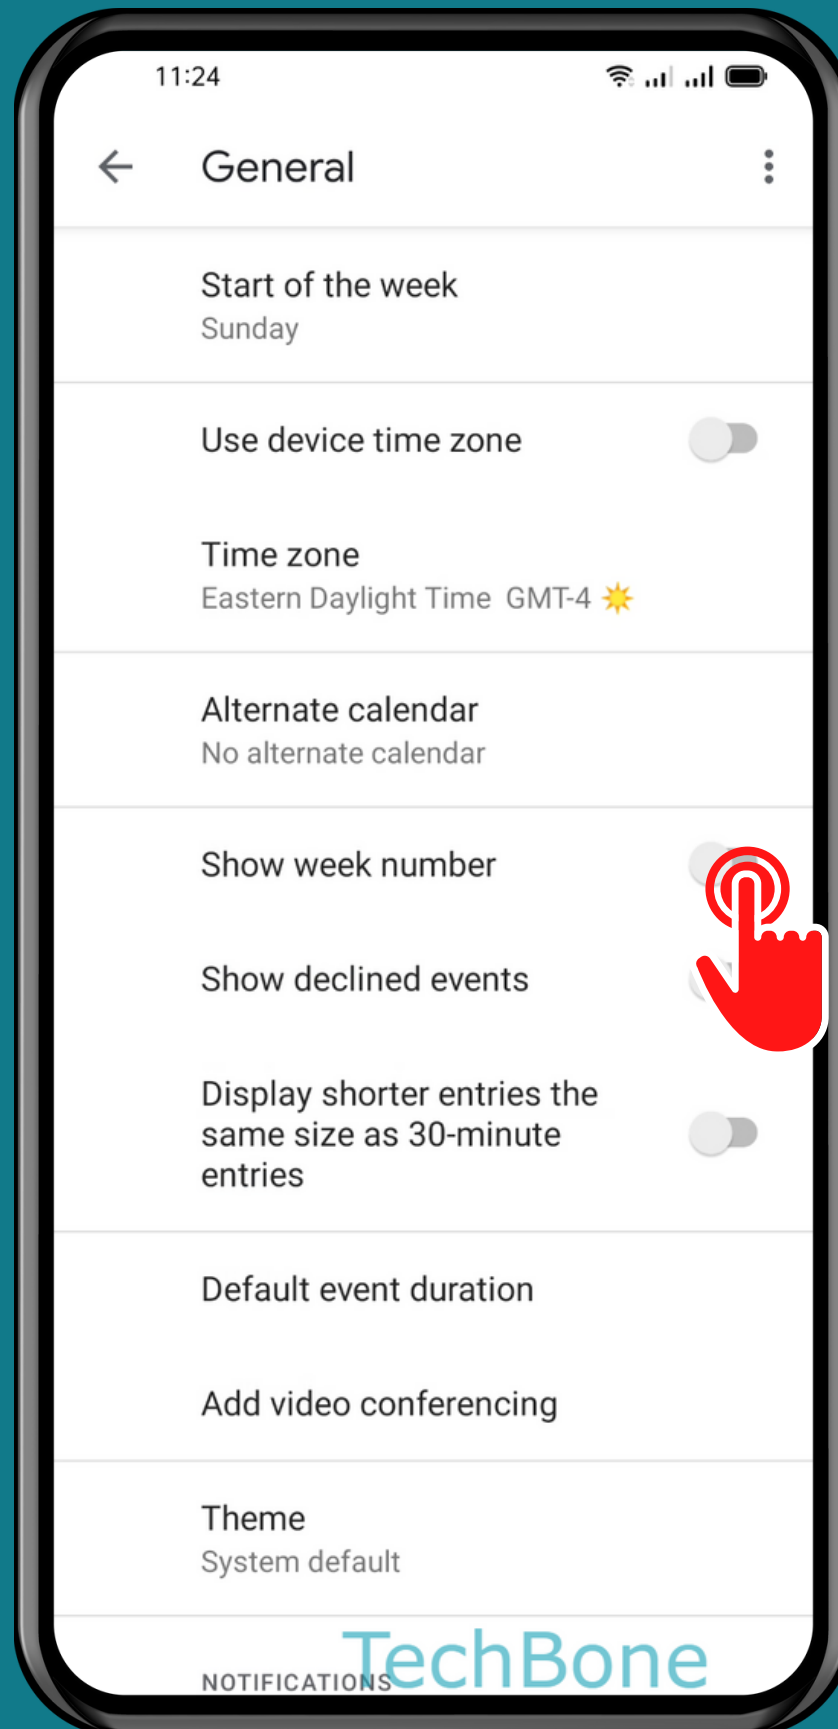 11:24
General
Start of the week
Sunday
Use device time zone
Time zone
Eastern Daylight Time GMT-4
Alternate calendar
No alternate calendar
Show week number
Show declined events
Display shorter entries the
same size as 30-minute
entries
Default event duration
Add video conferencing
Theme
System default
NOTIFICATIONS
TechBone